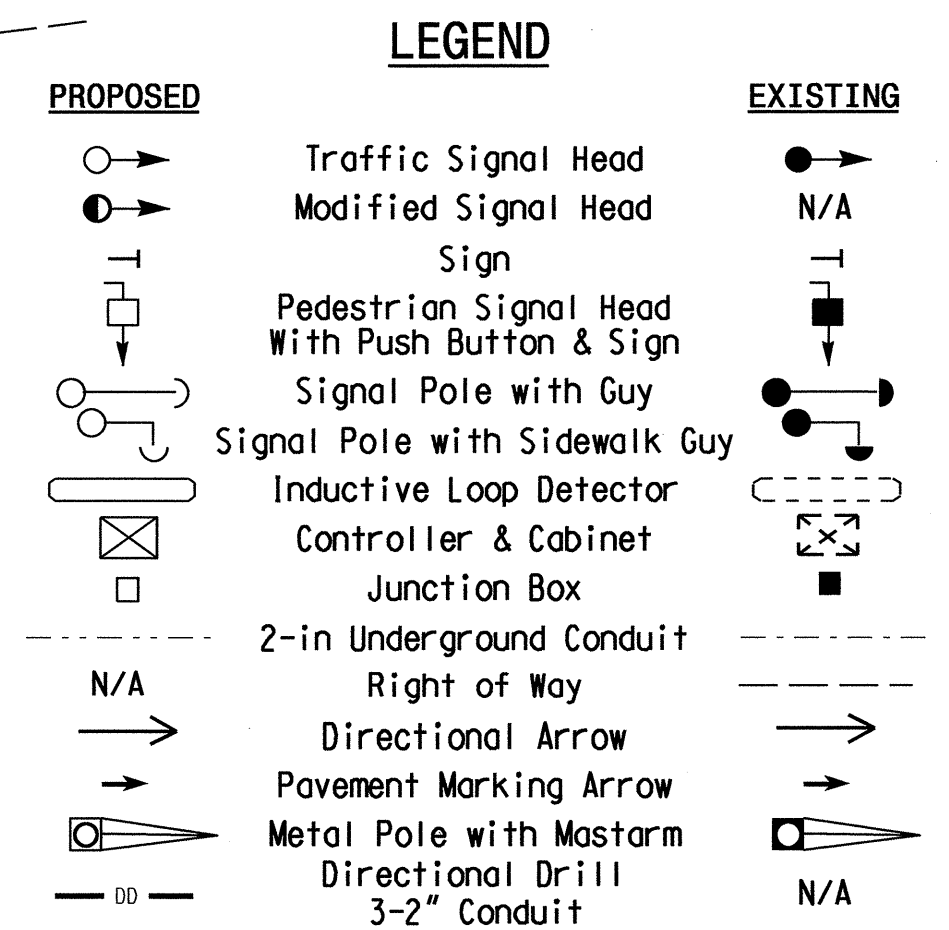 LEGEND
PROPOSED EXISTING
Traffic Signal Head
Modified Signal Head N/A
Sign
Pedestrian Signal Head
With Push Button & Sign
Signal Pole with Guy
Signal Pole with Sidewalk Guy
Inductive Loop Detector
Controller & Cabinet
Junction Box
2-in Underground Conduit
N/A Right of Way
Directional Arrow
Pavement Marking Arrow
Metal Pole with Mastarm
Directional Drill
DD N/A
3-2" Conduit